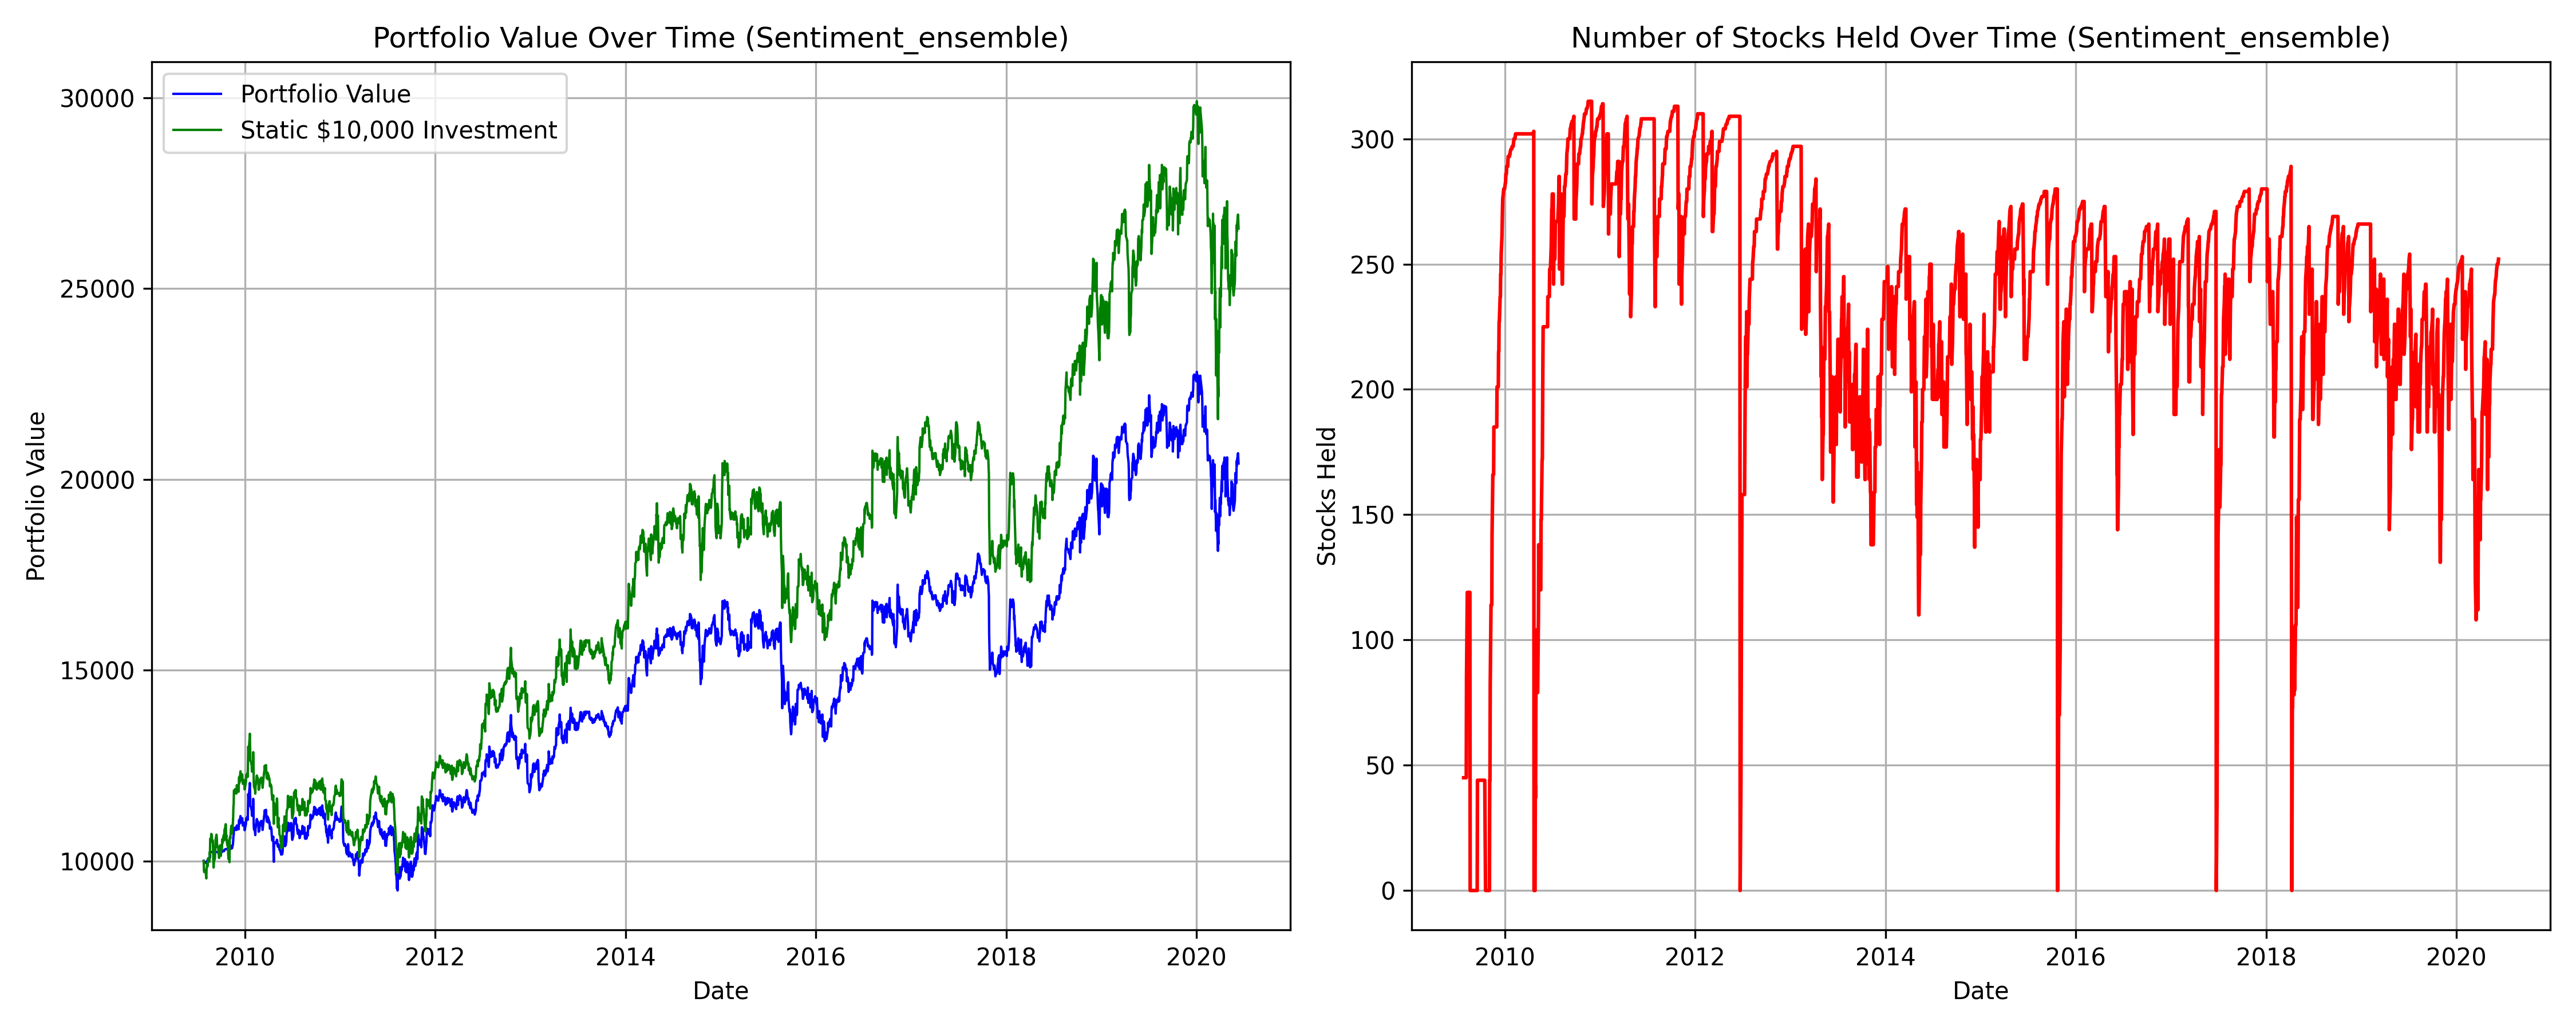 Portfolio Value Over Time (Sentiment_ensemble)
Portfolio Value
Static $10,000 Investment
30000
25000
20000
15000
10000
Portfolio Value
2010 2012 2014 2016 2018 2020
Date
Number of Stocks Held Over Time (Sentiment_ensemble)
300
250
200
150
100
50
0
Stocks Held
2010 2012 2014 2016 2018 2020
Date